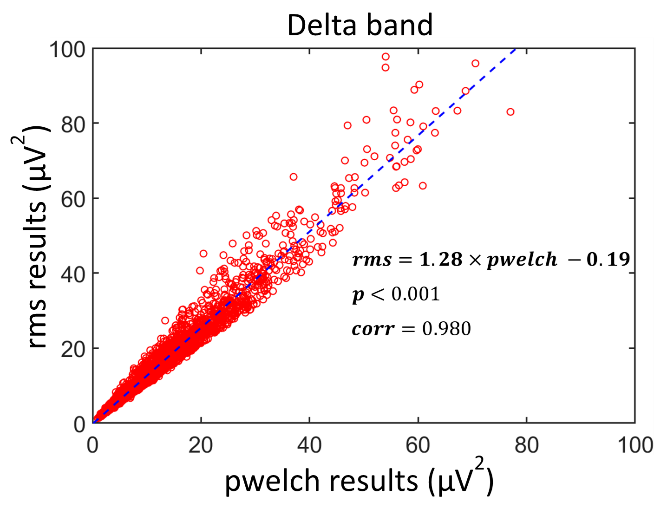 Delta band
100
80
60
40
20
0
rms results (μV²)
rms = 1.28 × pwelch − 0.19
p < 0.001
corr = 0.980
0 20 40 60 80 100
pwelch results (μV²)